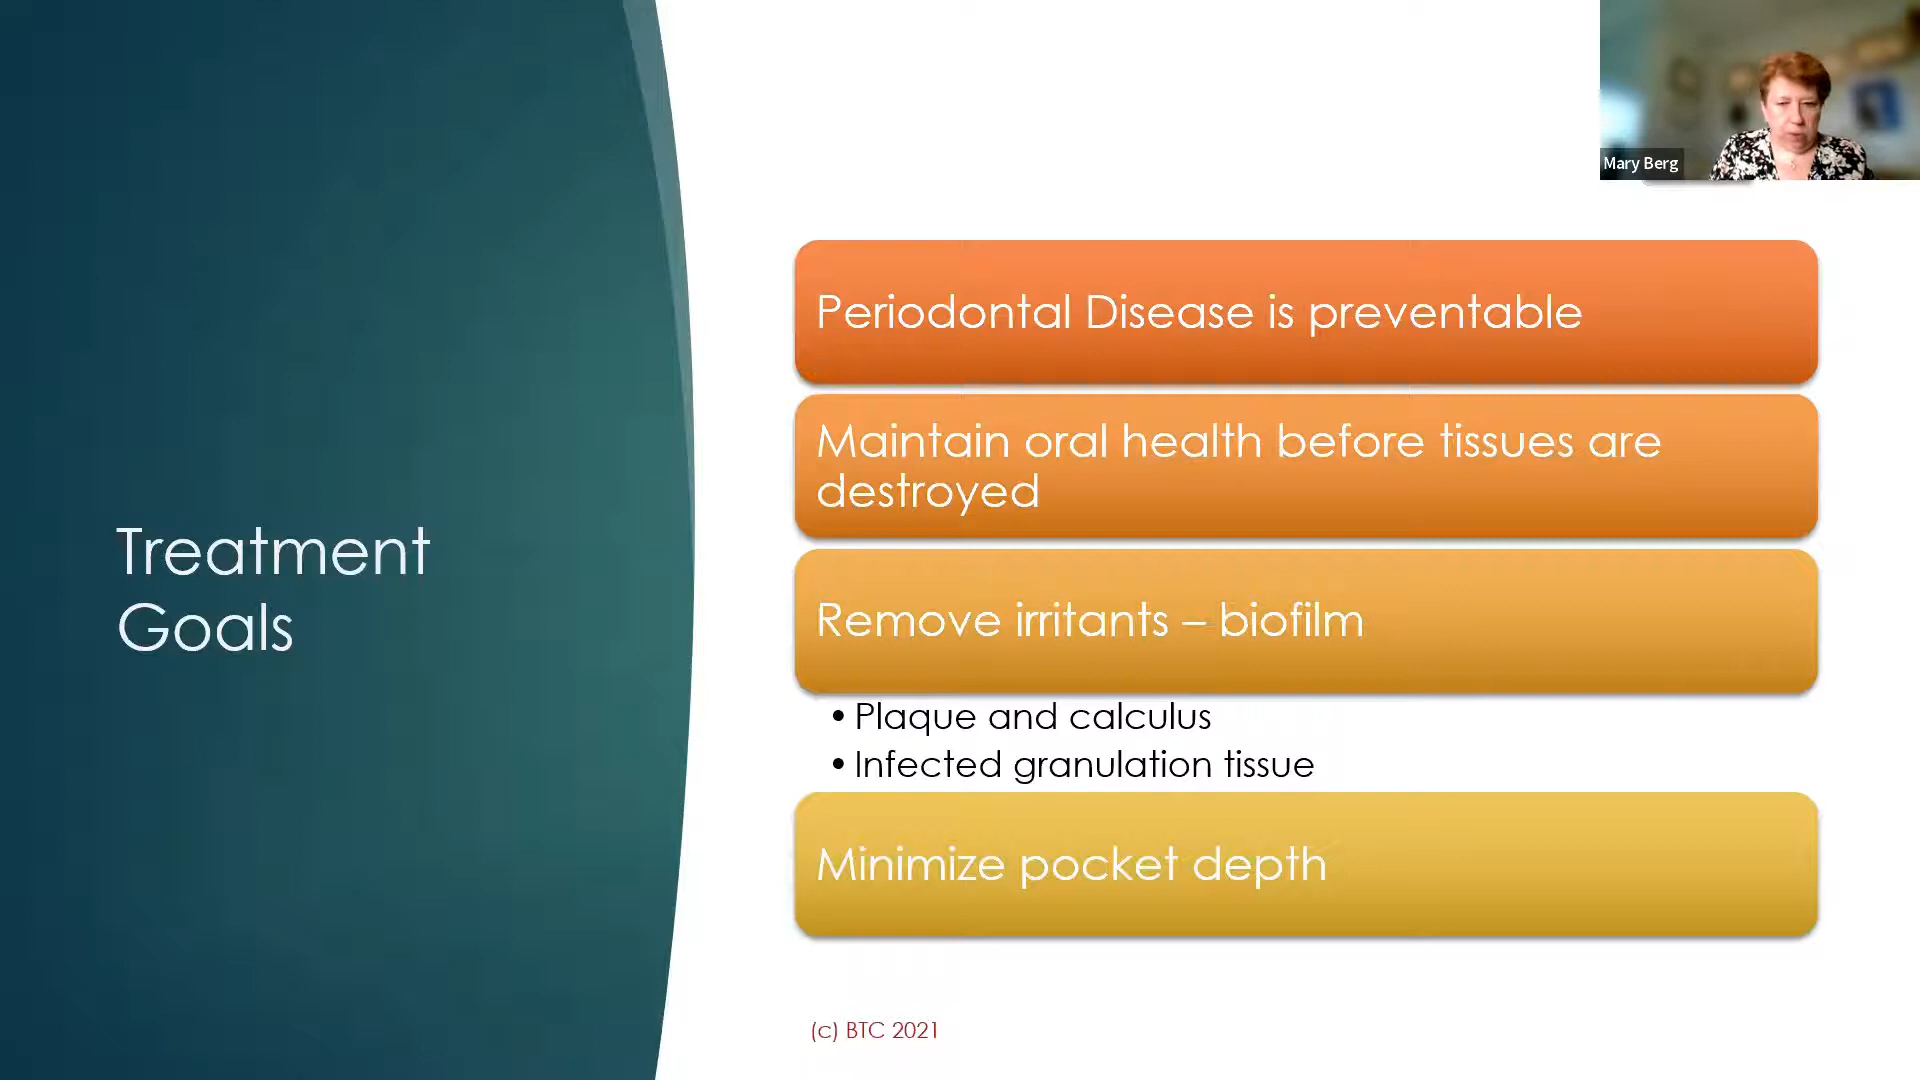 Mary Berg
Treatment
Goals
Periodontal Disease is preventable
Maintain oral health before tissues are
destroyed
Remove irritants – biofilm
• Plaque and calculus
• Infected granulation tissue
Minimize pocket depth
(c) BTC 2021